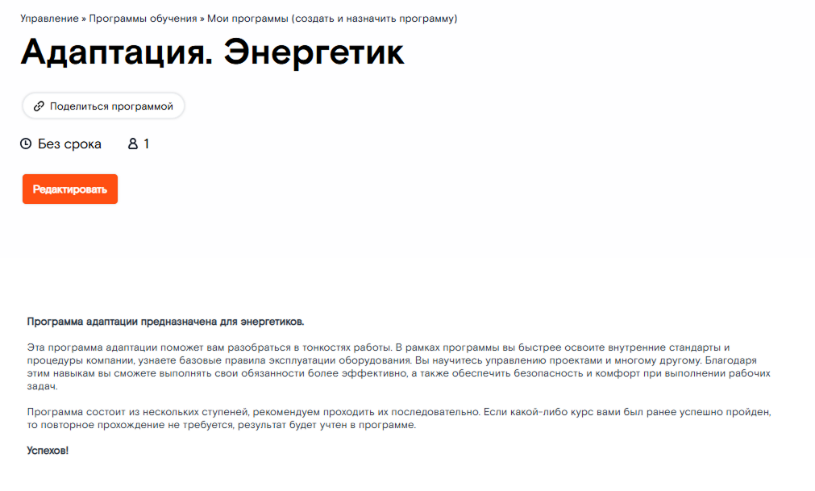 Управление » Программы обучения » Мои программы (создать и назначить программу)
Адаптация. Энергетик
Поделиться программой
Без срока 1
Редактировать
Программа адаптации предназначена для энергетиков.
Эта программа адаптации поможет вам разобраться в тонкостях работы. В рамках программы вы быстрее освоите внутренние стандарты и
процедуры компании, узнаете базовые правила эксплуатации оборудования. Вы научитесь управлению проектами и многому другому. Благодаря
этим навыкам вы сможете выполнять свои обязанности более эффективно, а также обеспечить безопасность и комфорт при выполнении рабочих
задач.
Программа состоит из нескольких ступеней, рекомендуем проходить их последовательно. Если какой-либо курс вами был ранее успешно пройден,
то повторное прохождение не требуется, результат будет учтен в программе.
Успехов!